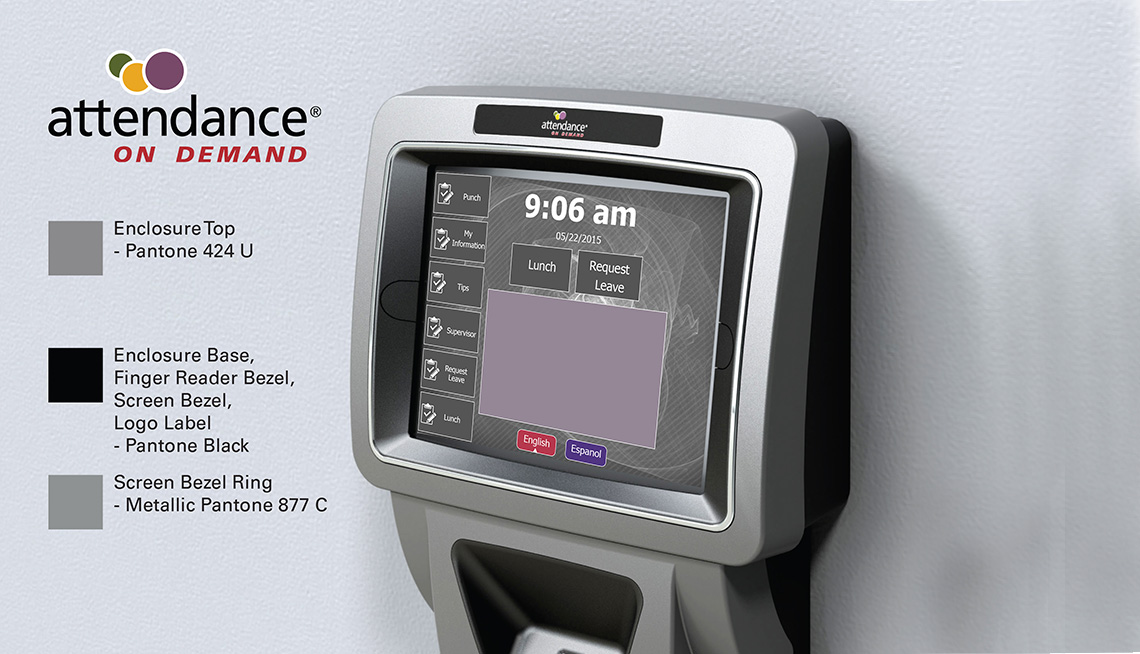 attendance®
ON DEMAND
Enclosure Top
- Pantone 424 U
Enclosure Base,
Finger Reader Bezel,
Screen Bezel,
Logo Label
- Pantone Black
Screen Bezel Ring
- Metallic Pantone 877 C
attendance®
ON DEMAND
9:06 am
05/22/2015
Lunch
Request
Leave
Punch
My
Information
Tips
Supervisor
Request
Leave
Lunch
English
Espanol